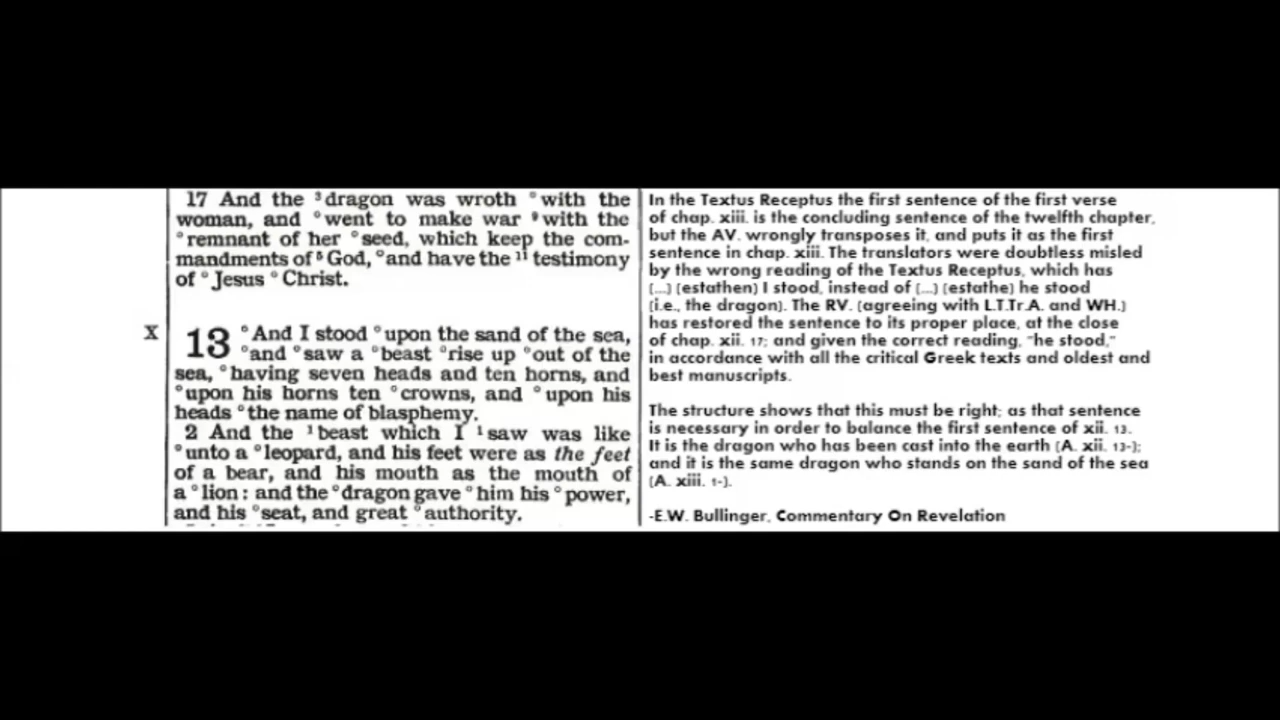 17 And the ³dragon was wroth °with the
woman, and °went to make war ⁹with the
°remnant of her °seed, which keep the com-
mandments of ⁵God, °and have the ¹¹testimony
of °Jesus °Christ.
X
13 °And I stood °upon the sand of the sea,
°and °saw a °beast °rise up °out of the
sea, °having seven heads and ten horns, and
°upon his horns ten °crowns, and °upon his
heads °the name of blasphemy.
2 And the ¹beast which I ¹saw was like
°unto a °leopard, and his feet were as the feet
of a bear, and his mouth as the mouth of
a °lion: and the °dragon gave °him his °power,
and his °seat, and great °authority.
In the Textus Receptus the first sentence of the first verse
of chap. xiii. is the concluding sentence of the twelfth chapter,
but the AV. wrongly transposes it, and puts it as the first
sentence in chap. xiii. The translators were doubtless misled
by the wrong reading of the Textus Receptus, which has
(...) (estathen) I stood, instead of (...) (estathe) he stood
(i.e., the dragon). The RV. (agreeing with L.T.Tr.A. and WH.)
has restored the sentence to its proper place, at the close
of chap. xii. 17; and given the correct reading, "he stood,"
in accordance with all the critical Greek texts and oldest and
best manuscripts.
The structure shows that this must be right; as that sentence
is necessary in order to balance the first sentence of xii. 13.
It is the dragon who has been cast into the earth (A. xii. 13-);
and it is the same dragon who stands on the sand of the sea
(A. xiii. 1-).
-E.W. Bullinger, Commentary On Revelation